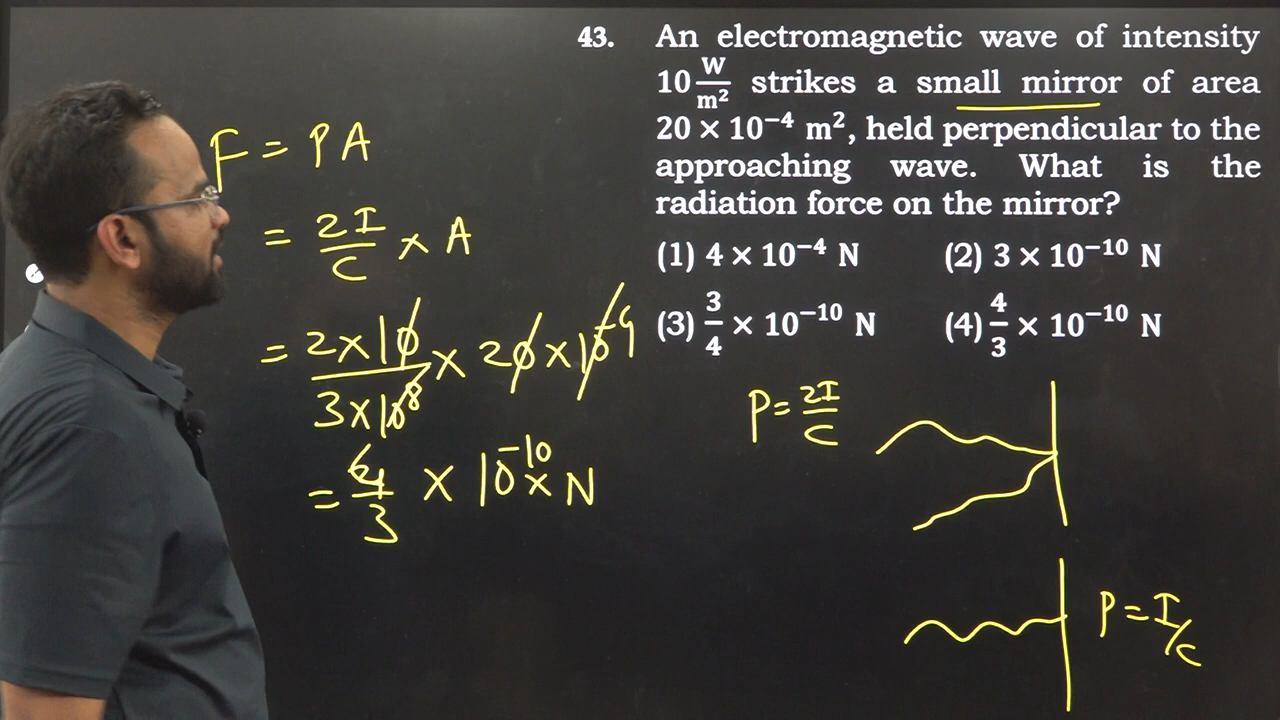 43. An electromagnetic wave of intensity
10 W/m² strikes a small mirror of area
20 × 10⁻⁴ m², held perpendicular to the
approaching wave. What is the
radiation force on the mirror?
(1) 4 × 10⁻⁴ N (2) 3 × 10⁻¹⁰ N
(3) 3/4 × 10⁻¹⁰ N (4) 4/3 × 10⁻¹⁰ N
F = PA
= 2I/C × A
= 2×10/3×10⁸ × 20×10⁻⁴
= 4/3 × 10⁻¹⁰ × N
P = 2I/C
P = I/C